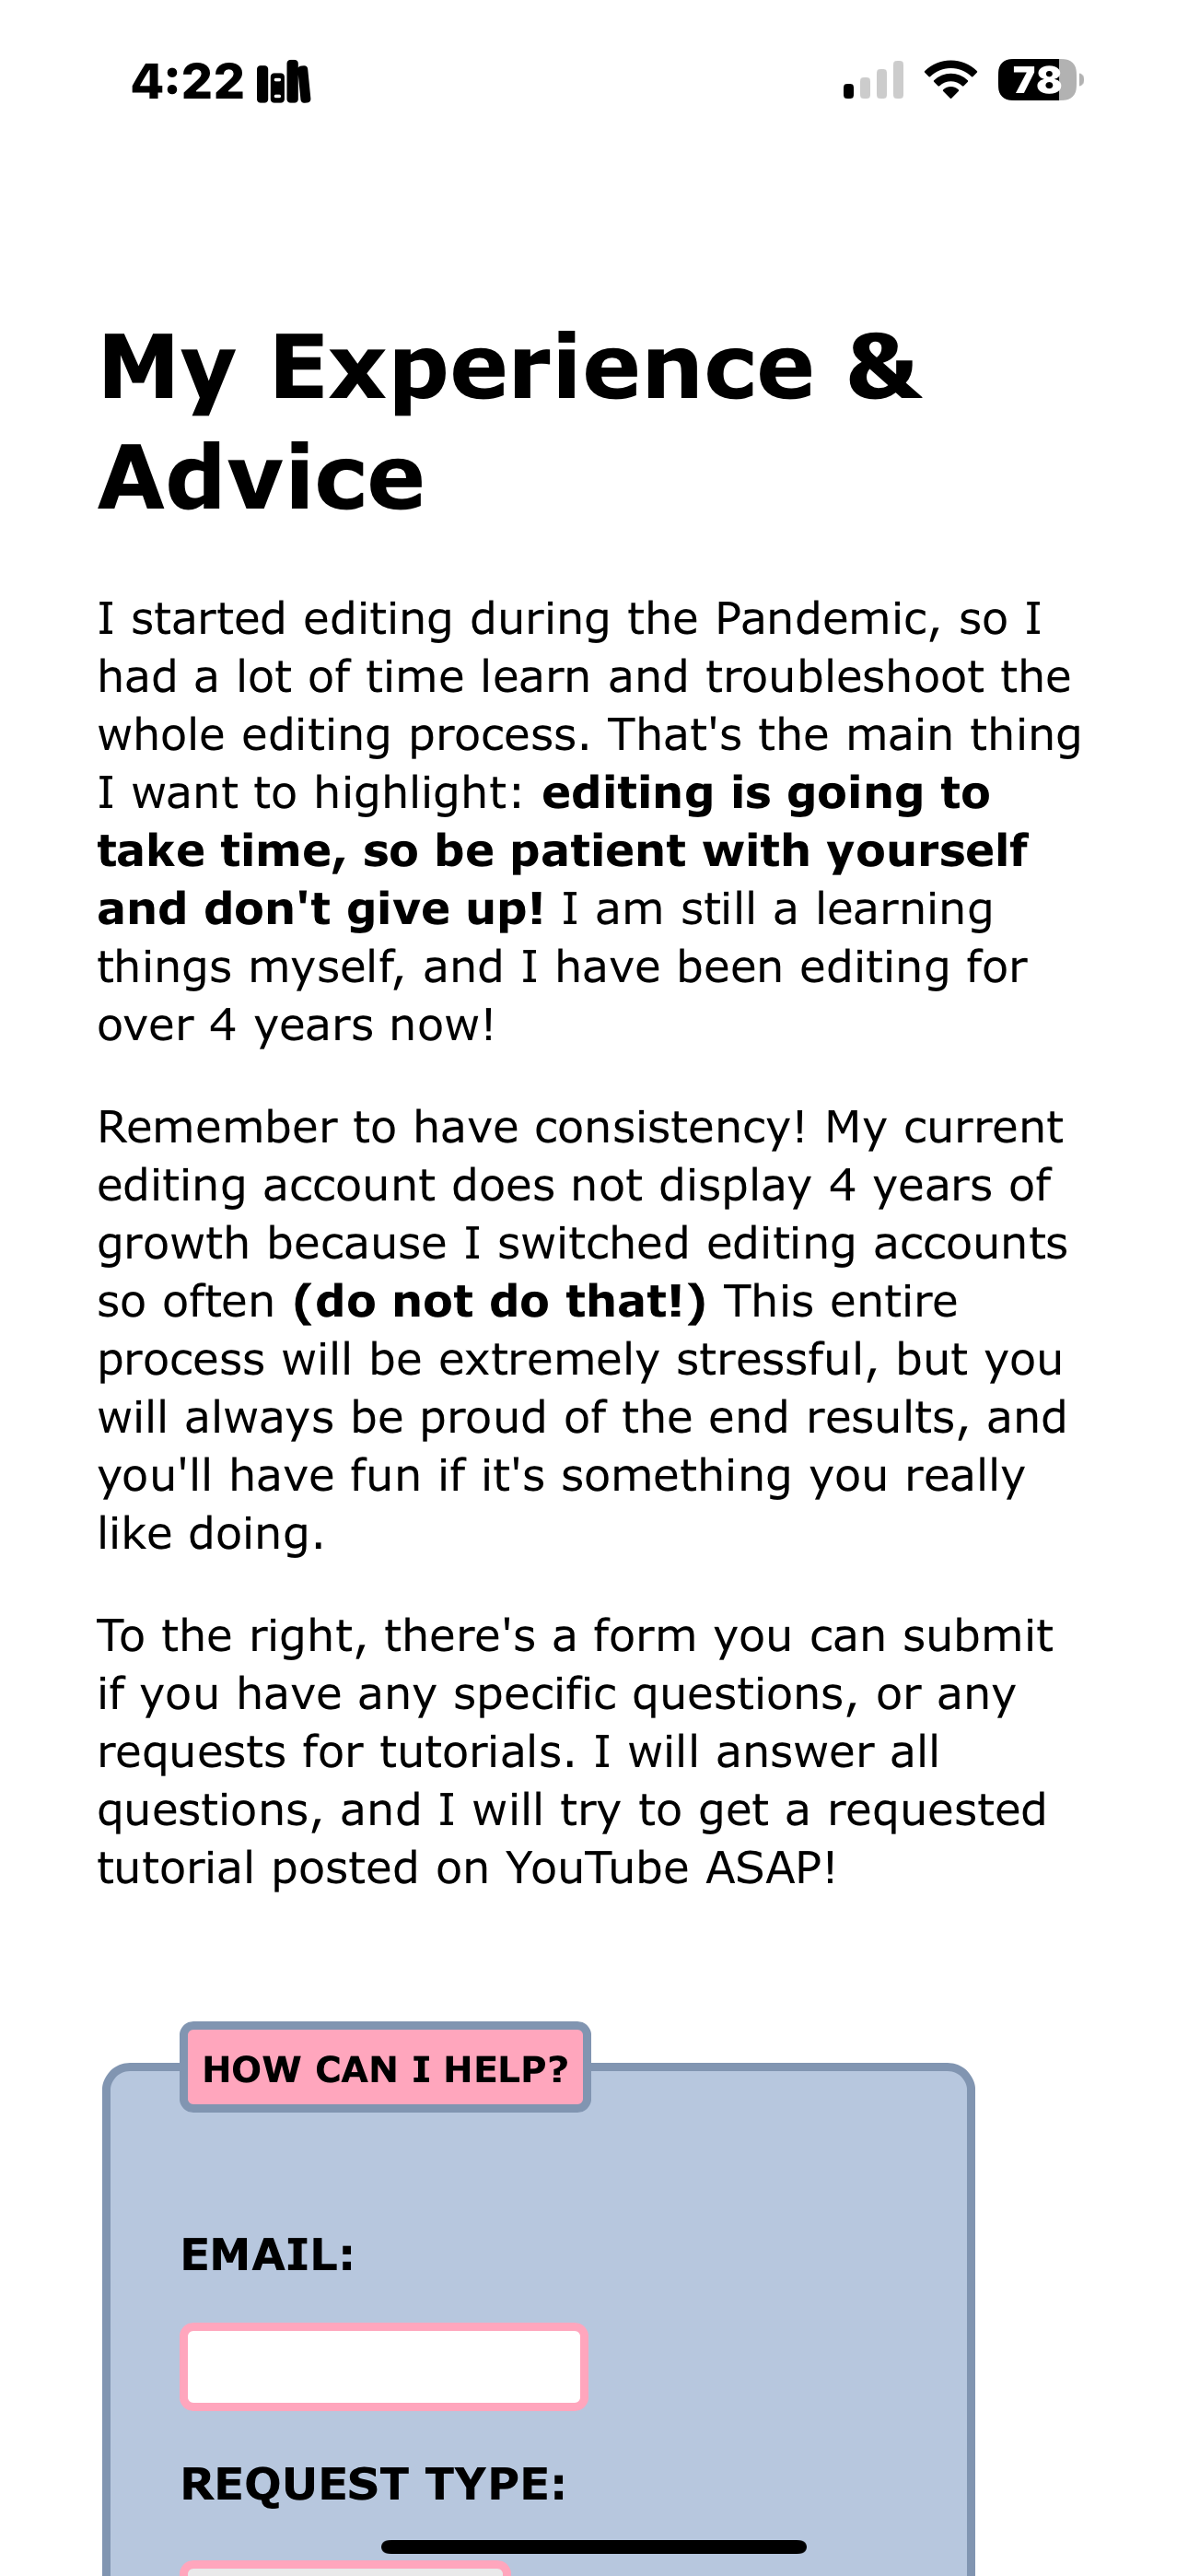 4:22
78
My Experience &
Advice
I started editing during the Pandemic, so I
had a lot of time learn and troubleshoot the
whole editing process. That's the main thing
I want to highlight: editing is going to
take time, so be patient with yourself
and don't give up! I am still a learning
things myself, and I have been editing for
over 4 years now!
Remember to have consistency! My current
editing account does not display 4 years of
growth because I switched editing accounts
so often (do not do that!) This entire
process will be extremely stressful, but you
will always be proud of the end results, and
you'll have fun if it's something you really
like doing.
To the right, there's a form you can submit
if you have any specific questions, or any
requests for tutorials. I will answer all
questions, and I will try to get a requested
tutorial posted on YouTube ASAP!
HOW CAN I HELP?
EMAIL:
REQUEST TYPE: